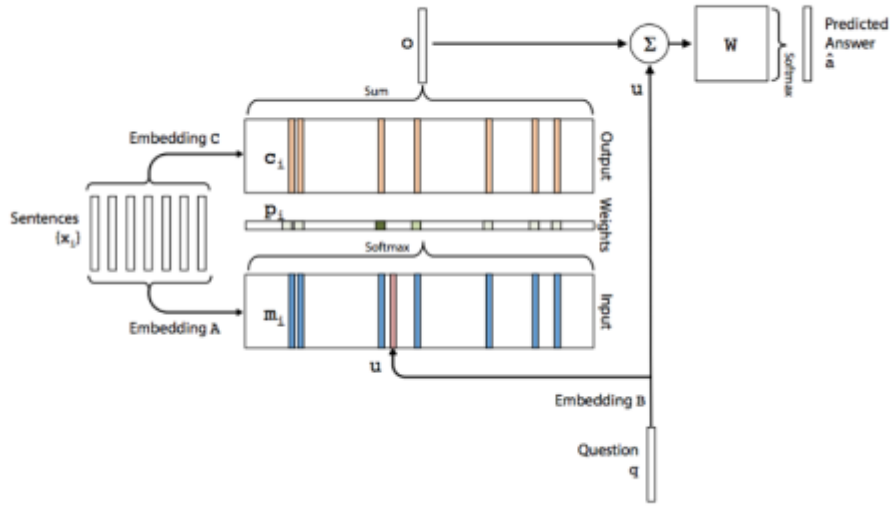 o
Σ
W
Softmax
Predicted
Answer
â
u
Sum
Embedding C
c_i
Output
Sentences
{x_i}
p_i
Weights
Softmax
Embedding A
m_i
Input
u
Embedding B
Question
q